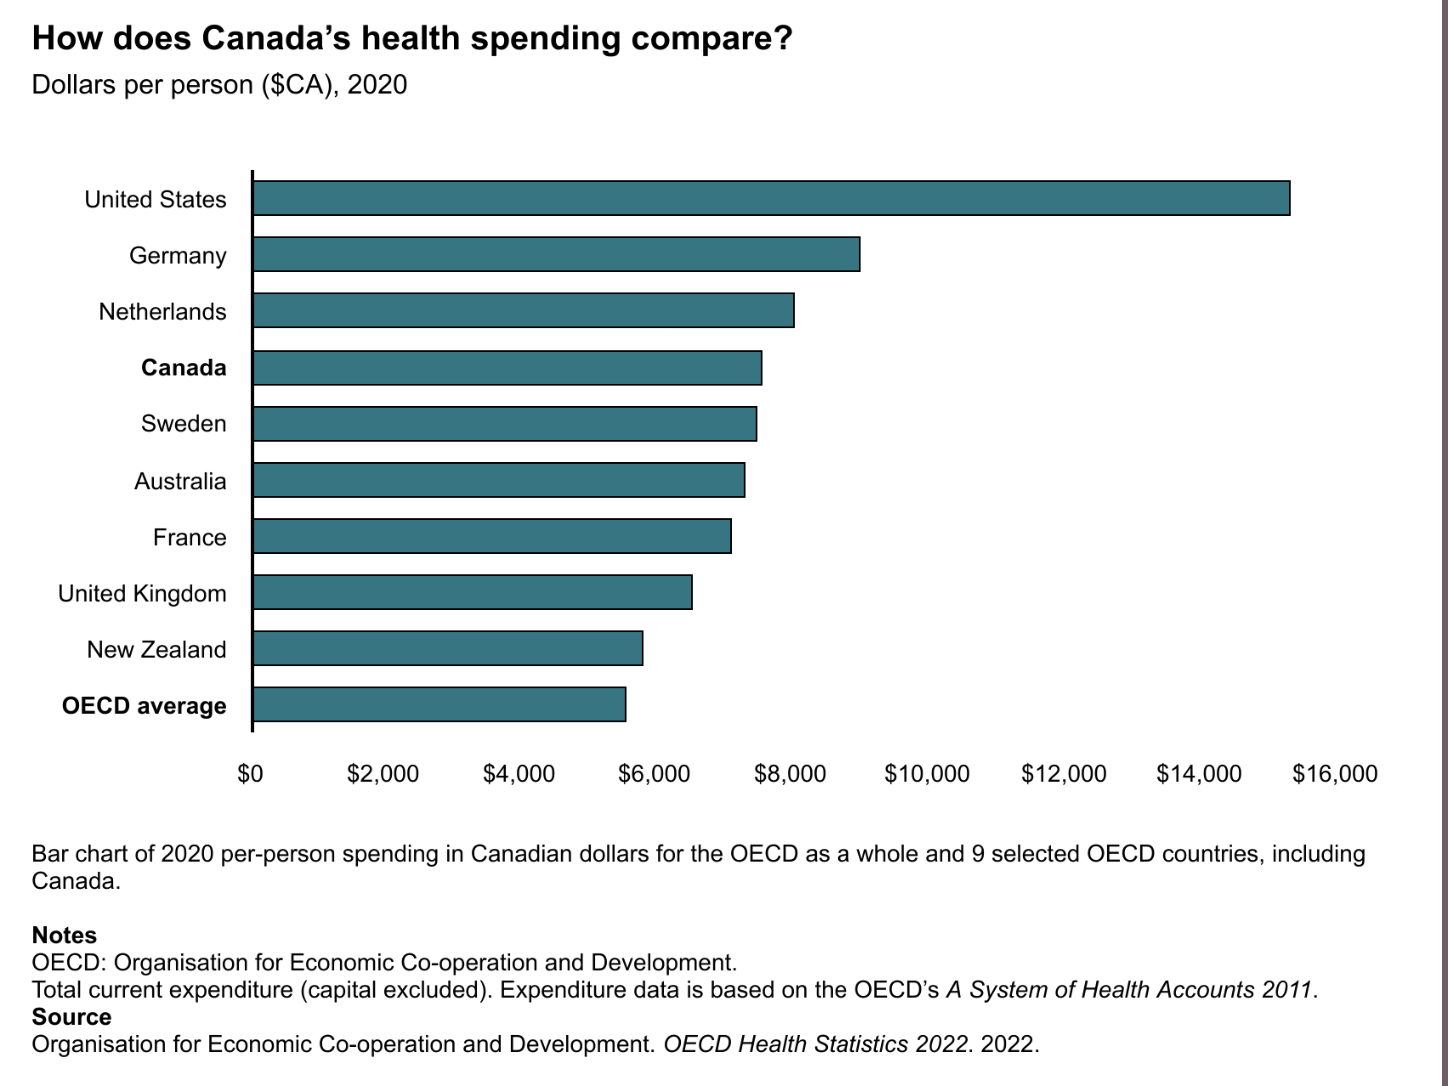 How does Canada’s health spending compare?
Dollars per person ($CA), 2020
United States
Germany
Netherlands
Canada
Sweden
Australia
France
United Kingdom
New Zealand
OECD average
$0 $2,000 $4,000 $6,000 $8,000 $10,000 $12,000 $14,000 $16,000
Bar chart of 2020 per-person spending in Canadian dollars for the OECD as a whole and 9 selected OECD countries, including
Canada.
Notes
OECD: Organisation for Economic Co-operation and Development.
Total current expenditure (capital excluded). Expenditure data is based on the OECD’s A System of Health Accounts 2011.
Source
Organisation for Economic Co-operation and Development. OECD Health Statistics 2022. 2022.